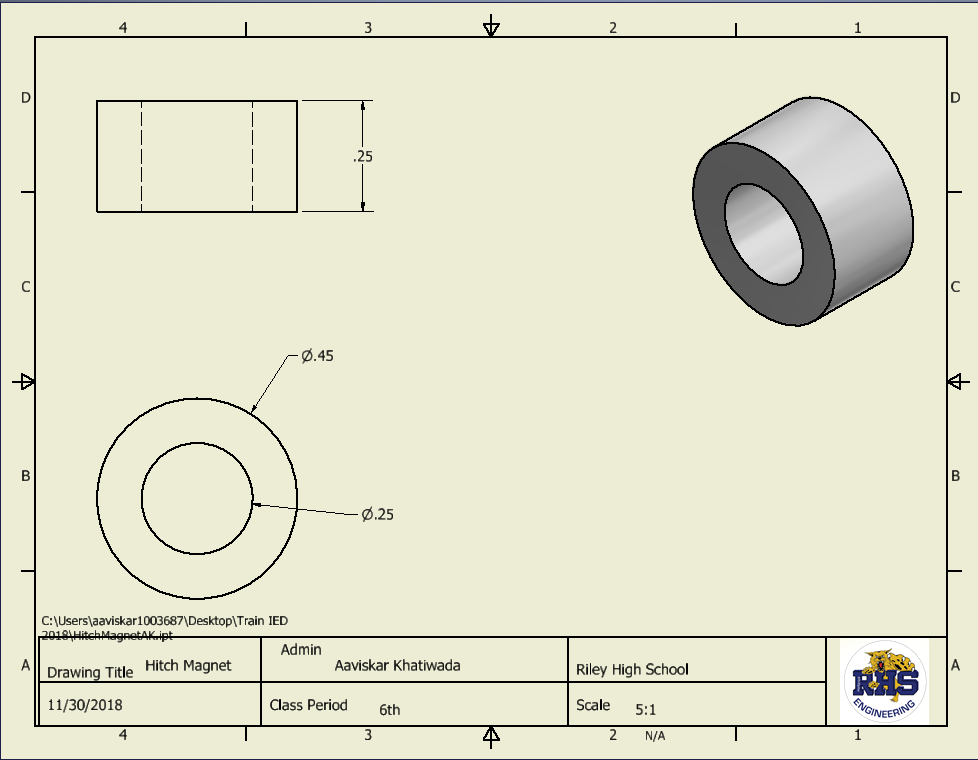 4 3 2 1
D D
.25
C C
Ø.45
B B
Ø.25
C:\Users\aaviskar1003687\Desktop\Train IED
2018\HitchMagnetAK.ipt
A A
Drawing Title Hitch Magnet
Admin
Aaviskar Khatiwada
Riley High School
11/30/2018
Class Period 6th
Scale 5:1
RHS
ENGINEERING
4 3 2 N/A 1